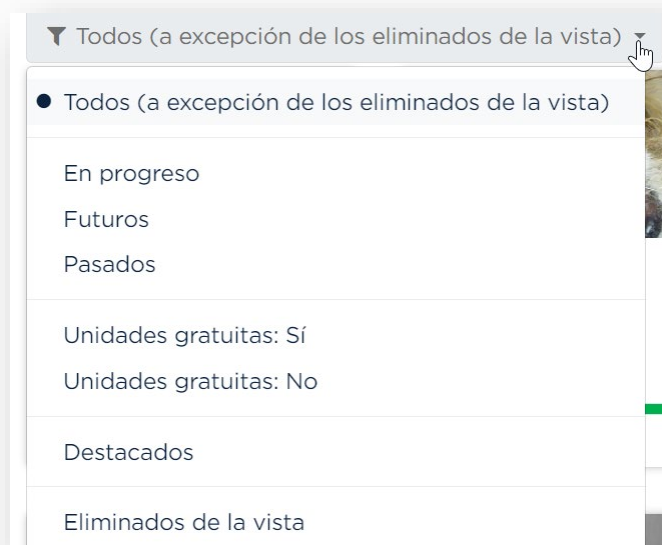 Todos (a excepción de los eliminados de la vista)
Todos (a excepción de los eliminados de la vista)
En progreso
Futuros
Pasados
Unidades gratuitas: Sí
Unidades gratuitas: No
Destacados
Eliminados de la vista